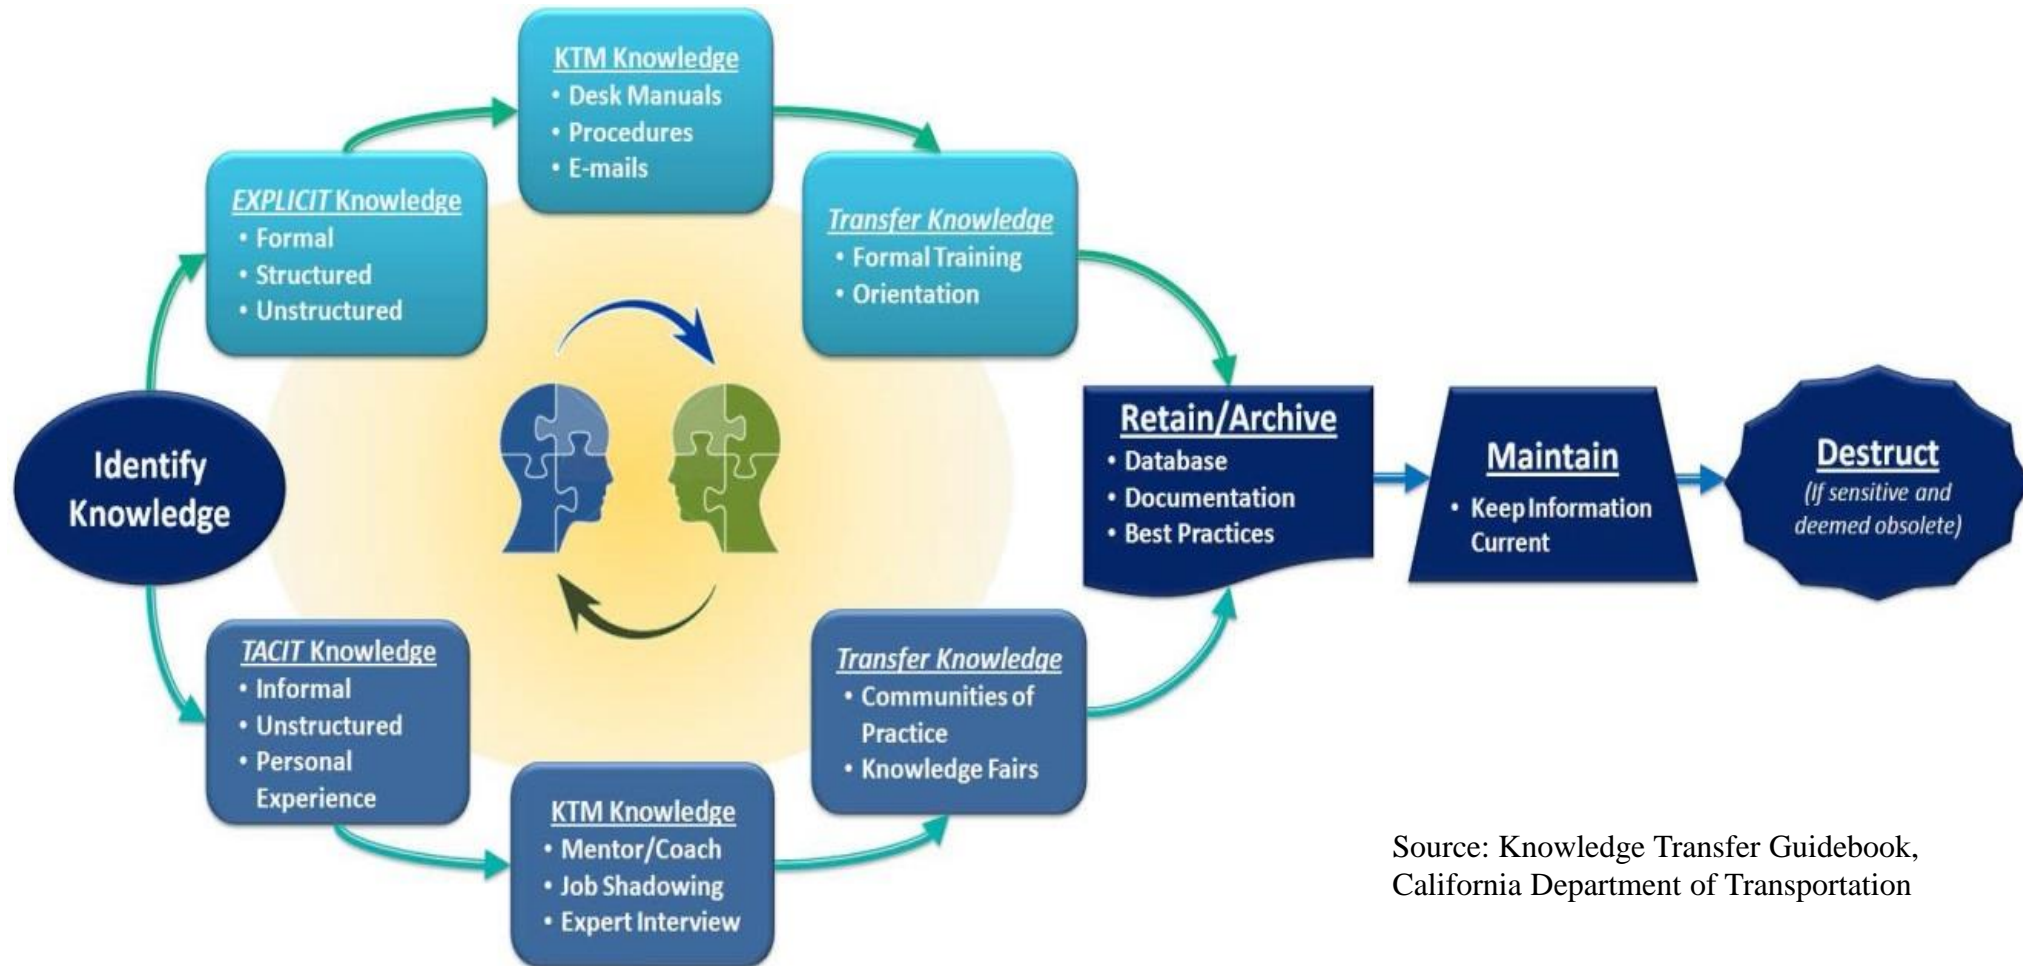 KTM Knowledge
• Desk Manuals
• Procedures
• E-mails
EXPLICIT Knowledge
• Formal
• Structured
• Unstructured
Transfer Knowledge
• Formal Training
• Orientation
Identify
Knowledge
Retain/Archive
• Database
• Documentation
• Best Practices
Maintain
• Keep Information
Current
Destruct
(If sensitive and
deemed obsolete)
TACIT Knowledge
• Informal
• Unstructured
• Personal
Experience
KTM Knowledge
• Mentor/Coach
• Job Shadowing
• Expert Interview
Transfer Knowledge
• Communities of
Practice
• Knowledge Fairs
Source: Knowledge Transfer Guidebook,
California Department of Transportation